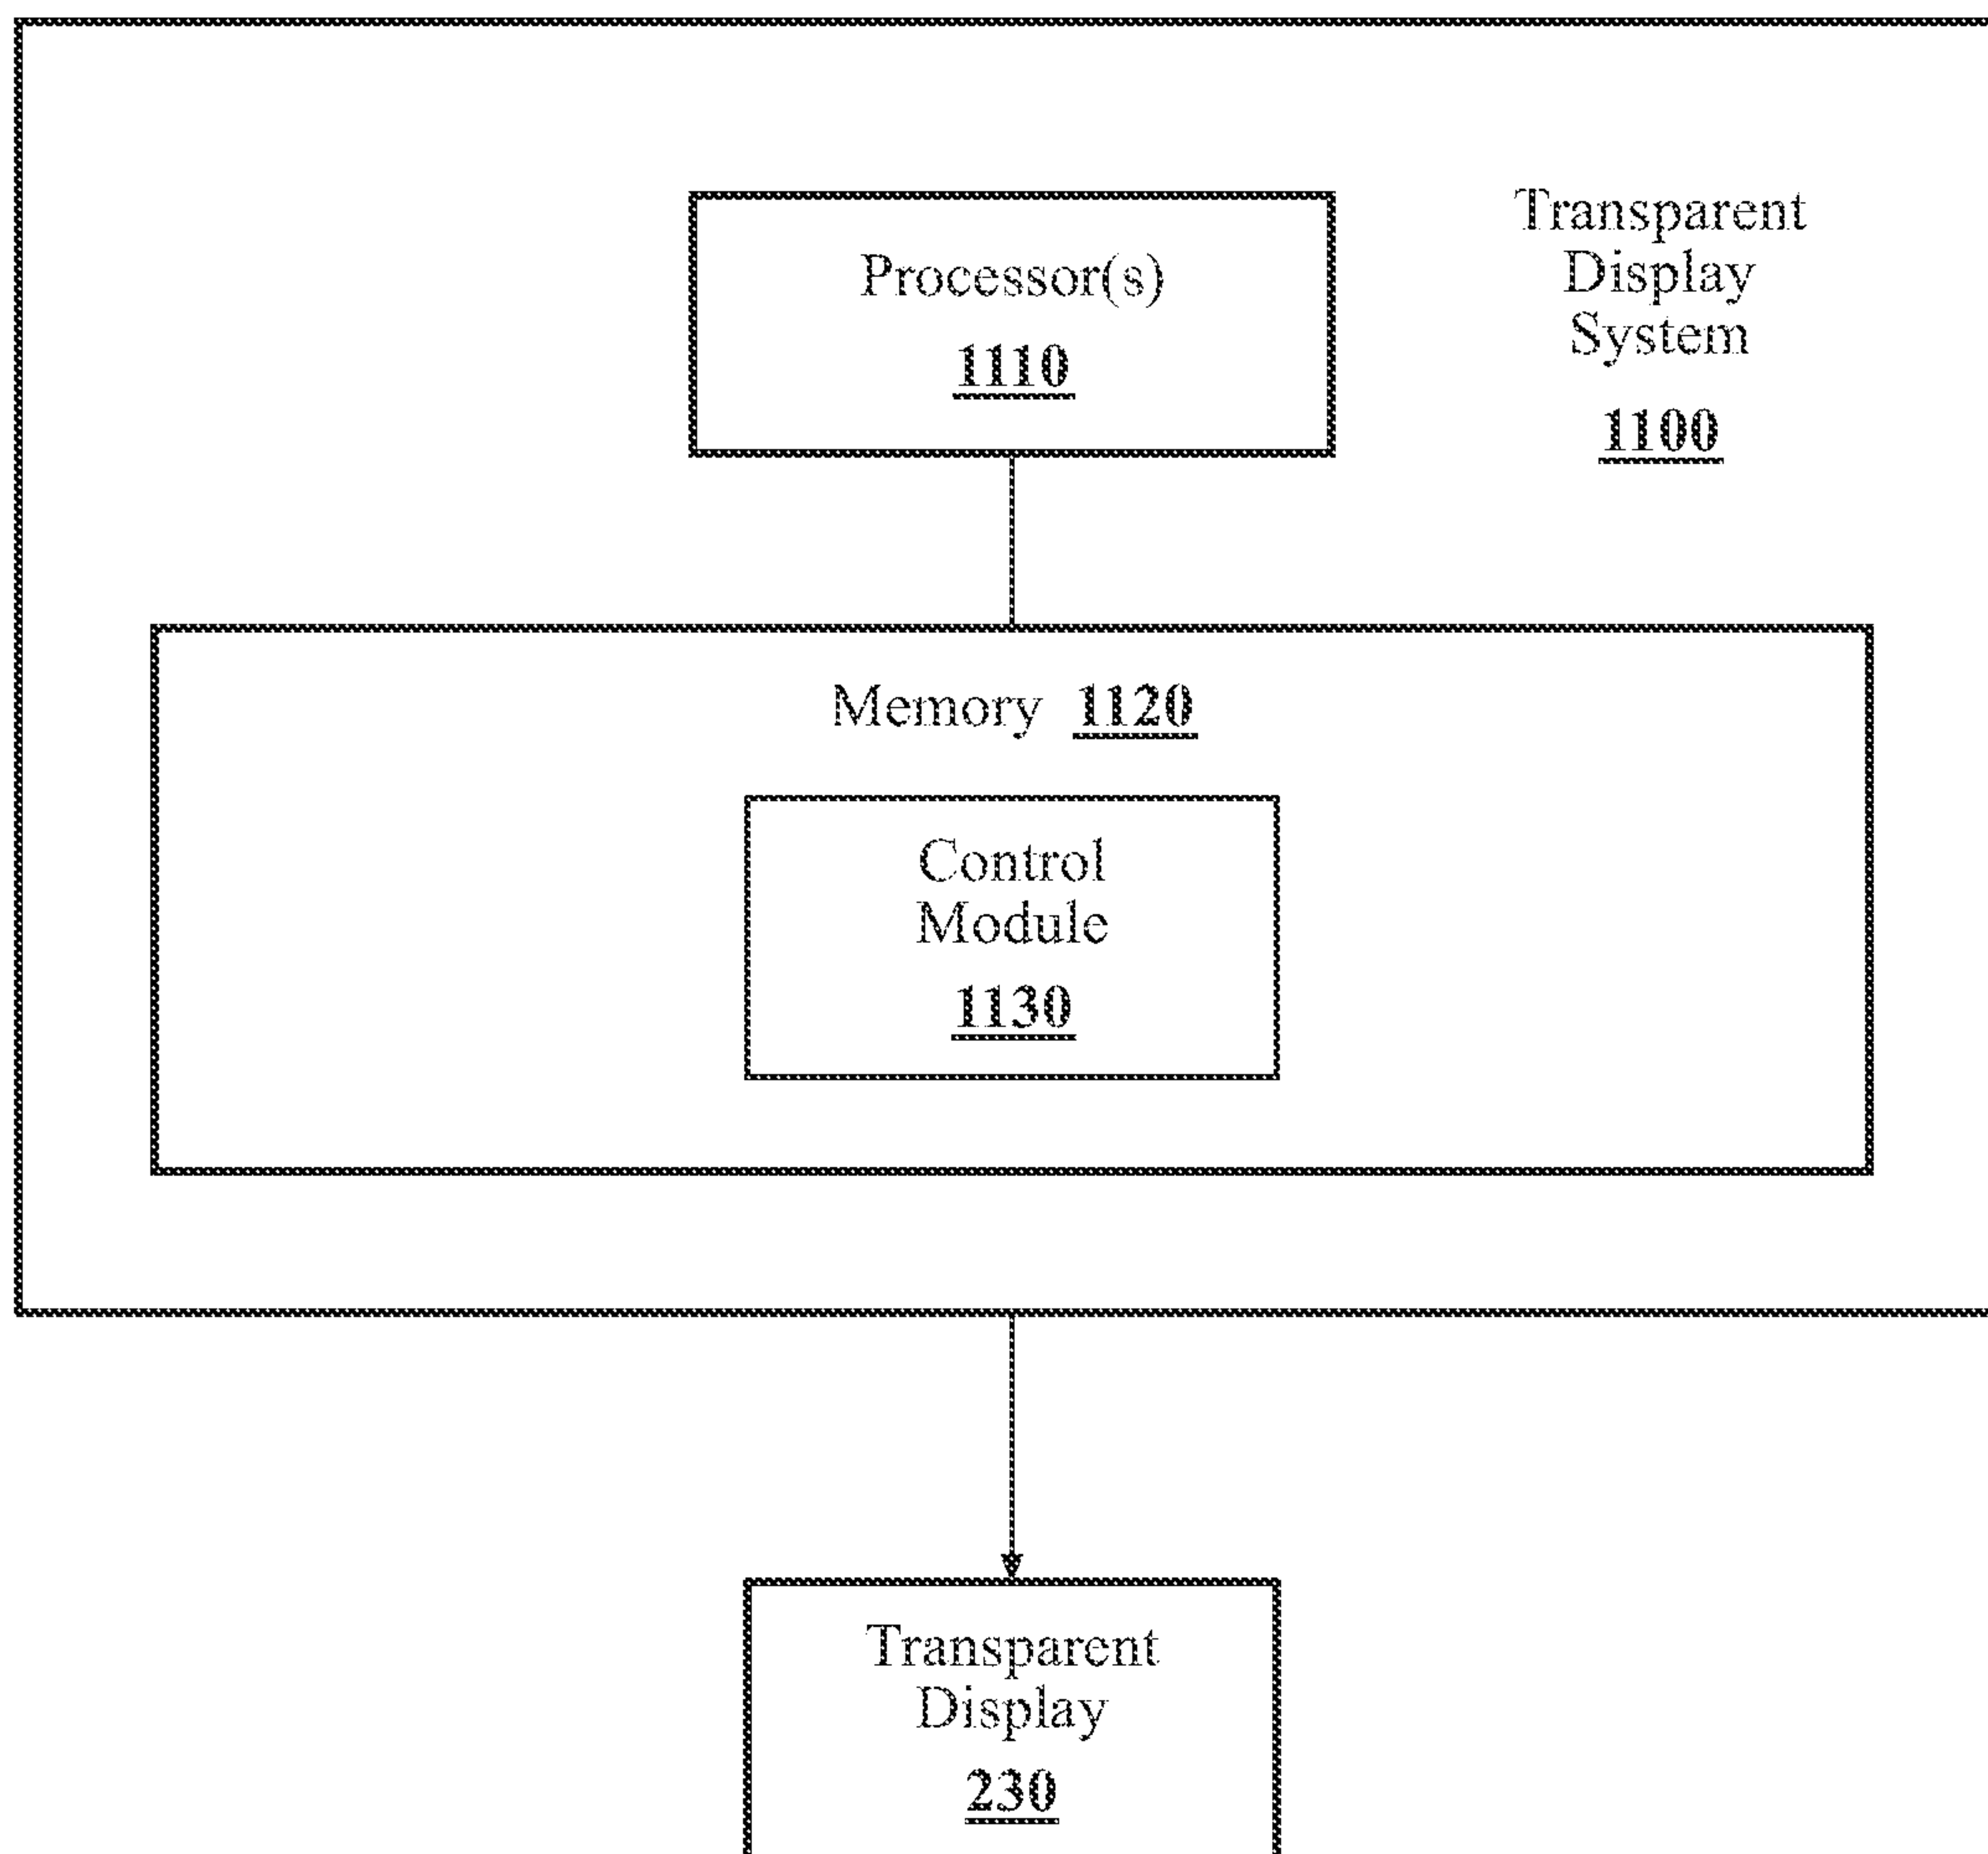 Processor(s)
1110
Transparent
Display
System
1100
Memory 1120
Control
Module
1130
Transparent
Display
230